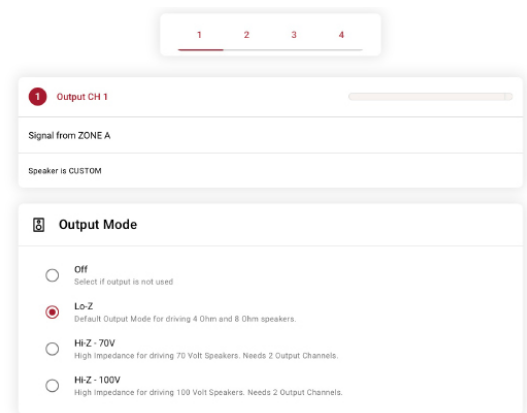 1 2 3 4
1 Output CH 1
Signal from ZONE A
Speaker is CUSTOM
Output Mode
Off
Select if output is not used
Lo-Z
Default Output Mode for driving 4 Ohm and 8 Ohm speakers.
Hi-Z - 70V
High Impedance for driving 70 Volt Speakers. Needs 2 Output Channels.
Hi-Z - 100V
High Impedance for driving 100 Volt Speakers. Needs 2 Output Channels.